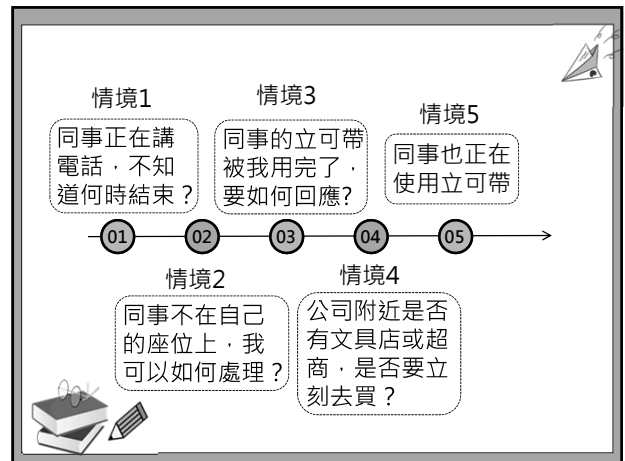 情境1
同事正在講
電話，不知
道何時結束？
情境3
同事的立可帶
被我用完了，
要如何回應?
情境5
同事也正在
使用立可帶
01
02
03
04
05
情境2
同事不在自己
的座位上，我
可以如何處理？
情境4
公司附近是否
有文具店或超
商，是否要立
刻去買？